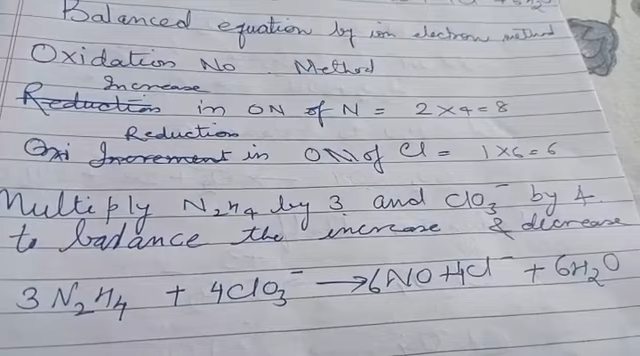 Balanced equation by ion electron method
Oxidation No. Method
Increase
Reduction in ON of N = 2×4=8
Reduction
Oxi Increment in ON of Cl = 1×6=6
Multiply N₂H₄ by 3 and ClO₃⁻ by 4
to balance the increase & decrease
3 N₂H₄ + 4ClO₃⁻ → 6NO + 4Cl⁻ + 6H₂O